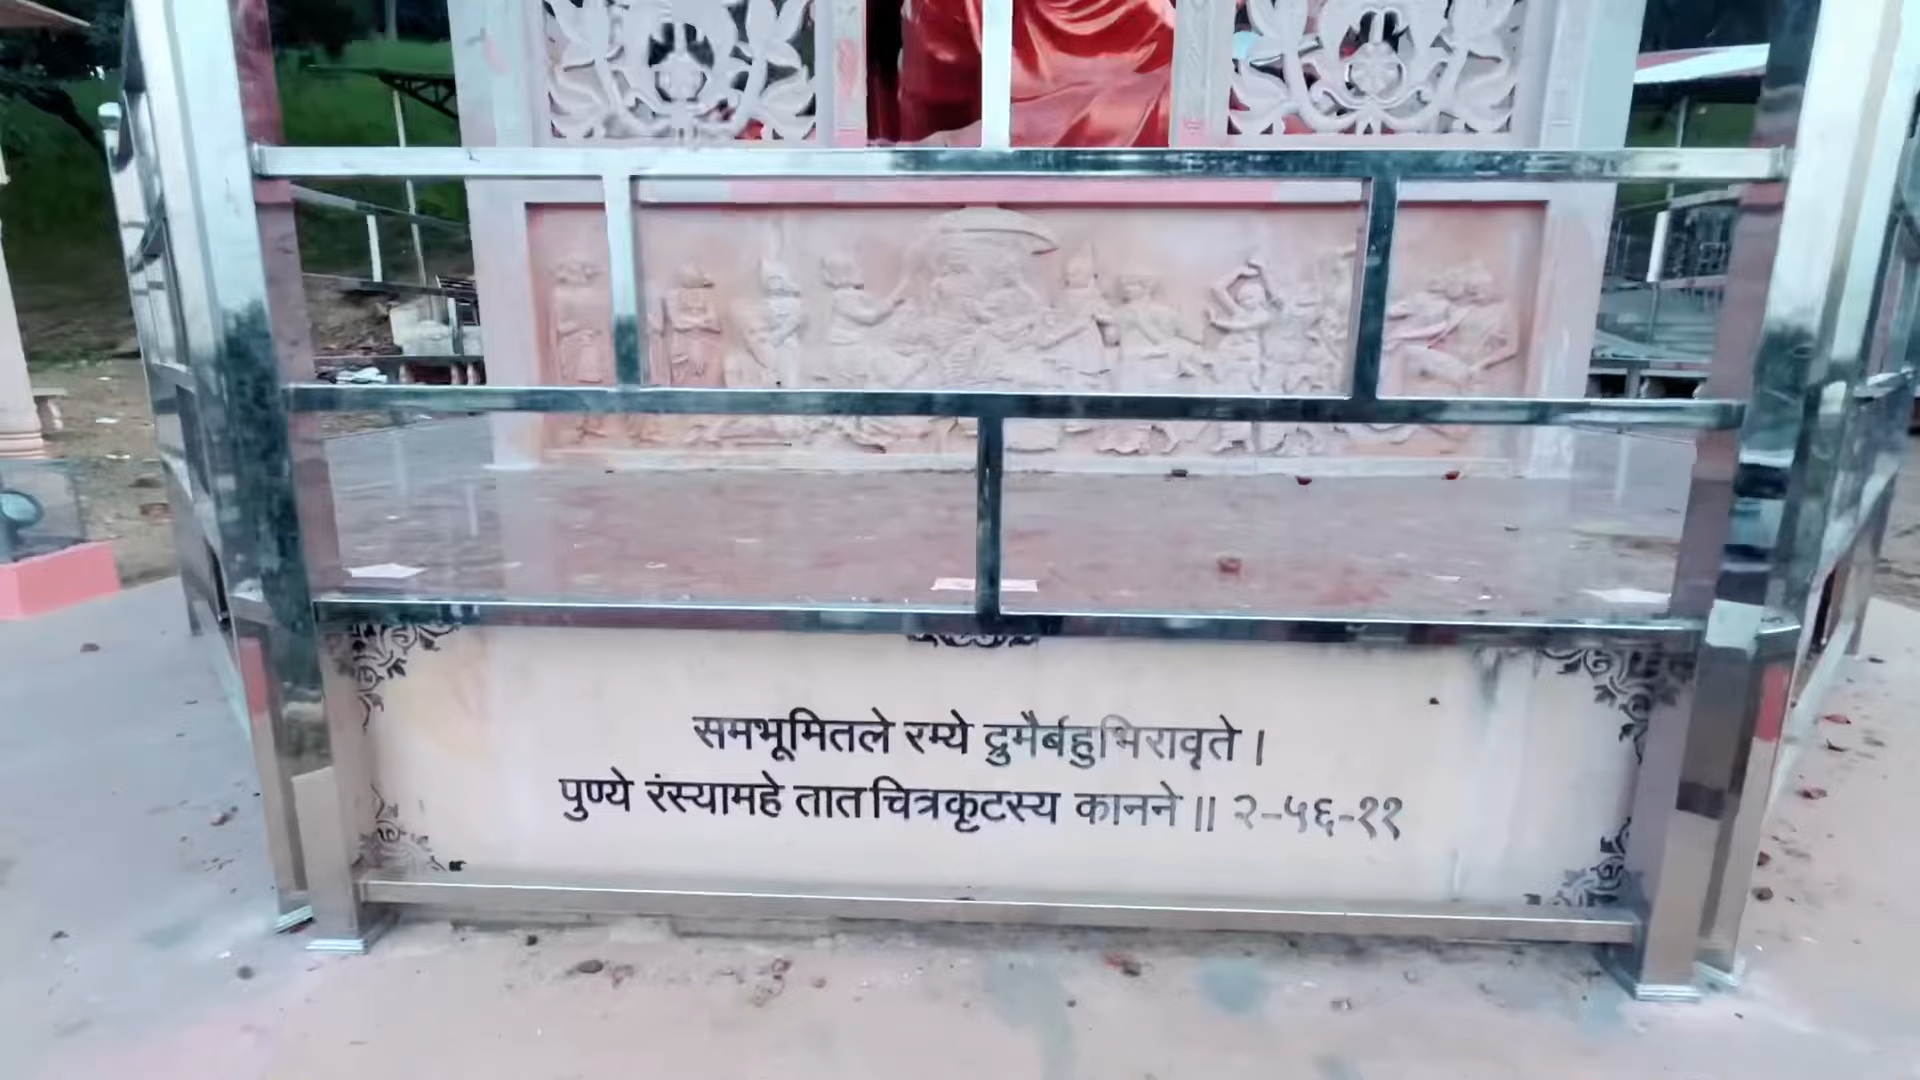 समभूमितले रम्ये द्रुमैर्बहुभिरावृते ।
पुण्ये रंस्यामहे तात चित्रकृटस्य कानने ॥ २-५६-११